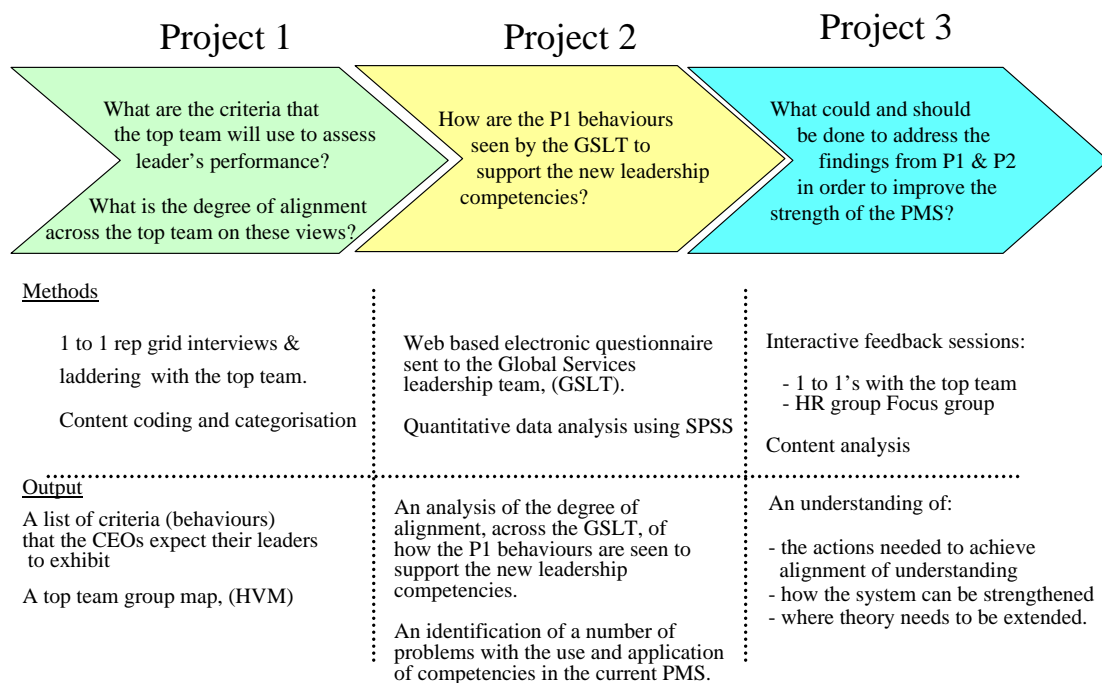 Project 1
Project 2
Project 3
What are the criteria that
the top team will use to assess
leader's performance?
What is the degree of alignment
across the top team on these views?
How are the P1 behaviours
seen by the GSLT to
support the new leadership
competencies?
What could and should
be done to address the
findings from P1 & P2
in order to improve the
strength of the PMS?
Methods
1 to 1 rep grid interviews &
laddering with the top team.
Content coding and categorisation
Web based electronic questionnaire
sent to the Global Services
leadership team, (GSLT).
Quantitative data analysis using SPSS
Interactive feedback sessions:
- 1 to 1's with the top team
- HR group Focus group
Content analysis
Output
A list of criteria (behaviours)
that the CEOs expect their leaders
to exhibit
A top team group map, (HVM)
An analysis of the degree of
alignment, across the GSLT, of
how the P1 behaviours are seen to
support the new leadership
competencies.
An identification of a number of
problems with the use and application
of competencies in the current PMS.
An understanding of:
- the actions needed to achieve
alignment of understanding
- how the system can be strengthened
- where theory needs to be extended.